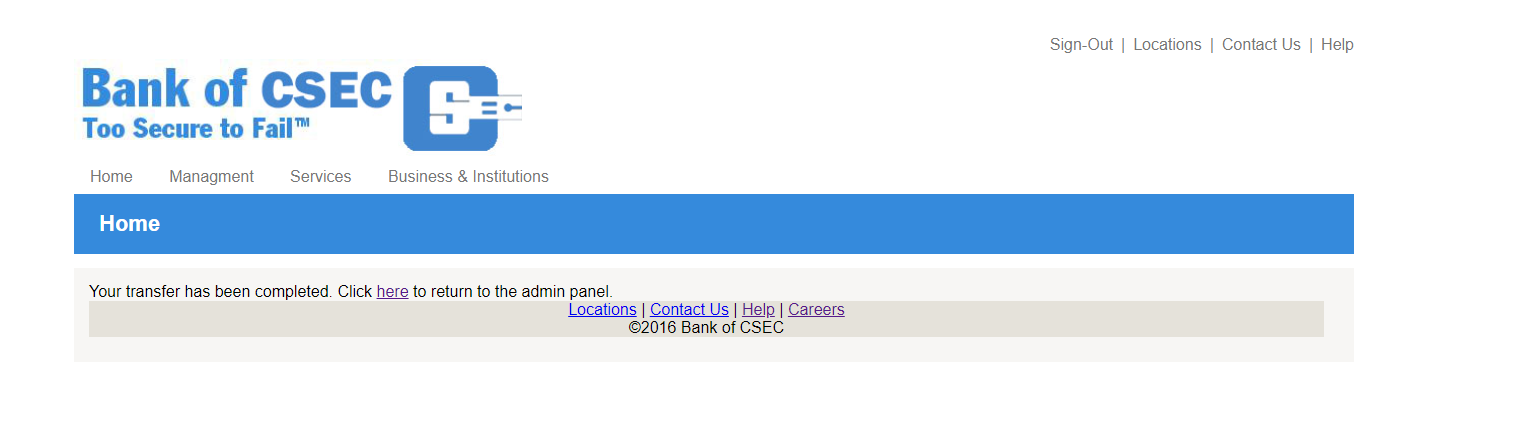 Sign-Out | Locations | Contact Us | Help
Bank of CSEC
Too Secure to Fail™
SEC
Home Managment Services Business & Institutions
Home
Your transfer has been completed. Click here to return to the admin panel.
Locations | Contact Us | Help | Careers
©2016 Bank of CSEC